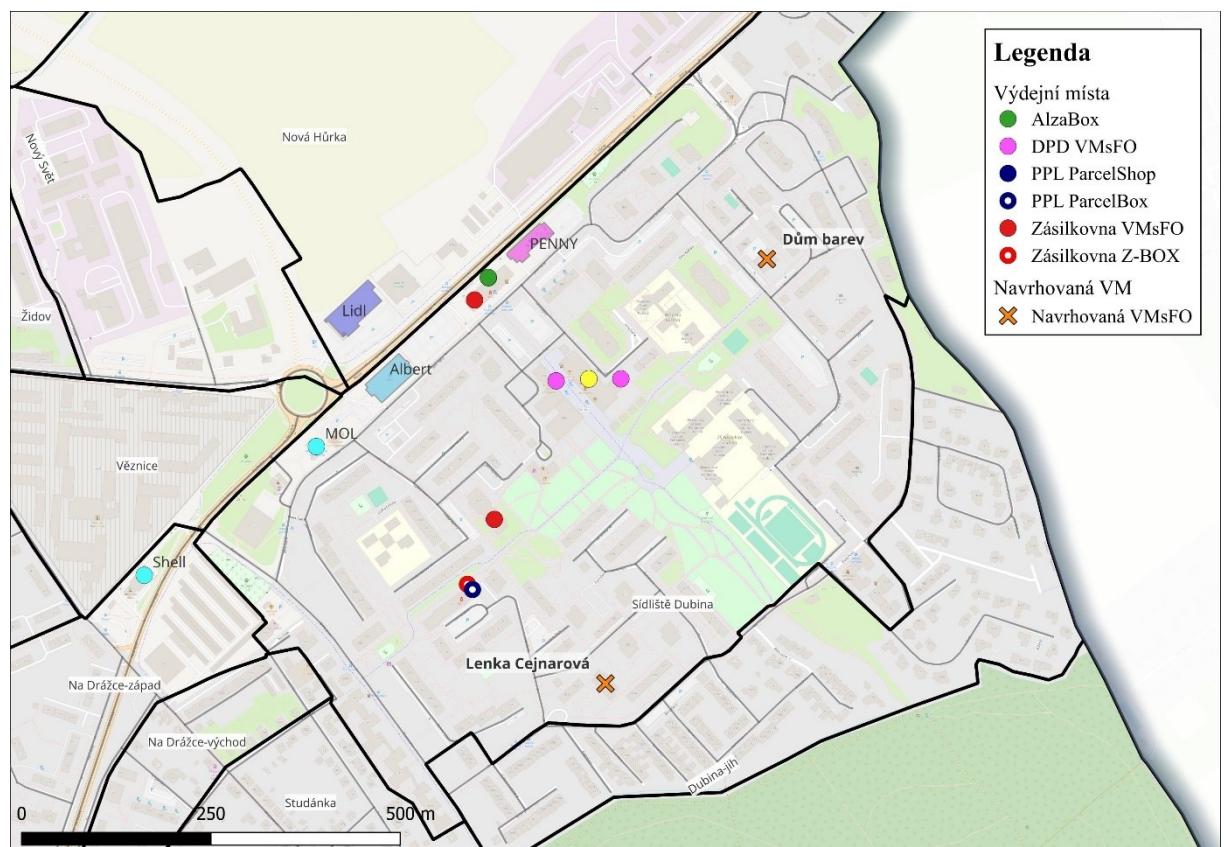 Legenda
Výdejní místa
AlzaBox
DPD VMsFO
PPL ParcelShop
PPL ParcelBox
Zásilkovna VMsFO
Zásilkovna Z-BOX
Navrhovaná VM
Navrhovaná VMsFO
Nová Hůrka
Nový Svět
PENNY
Dům barev
Lidl
Židov
Albert
MOL
Věznice
Shell
Sídliště Dubina
Lenka Cejnarová
Na Drážce-západ
Na Drážce-východ
Dubina-jih
Studánka
0 250 500 m